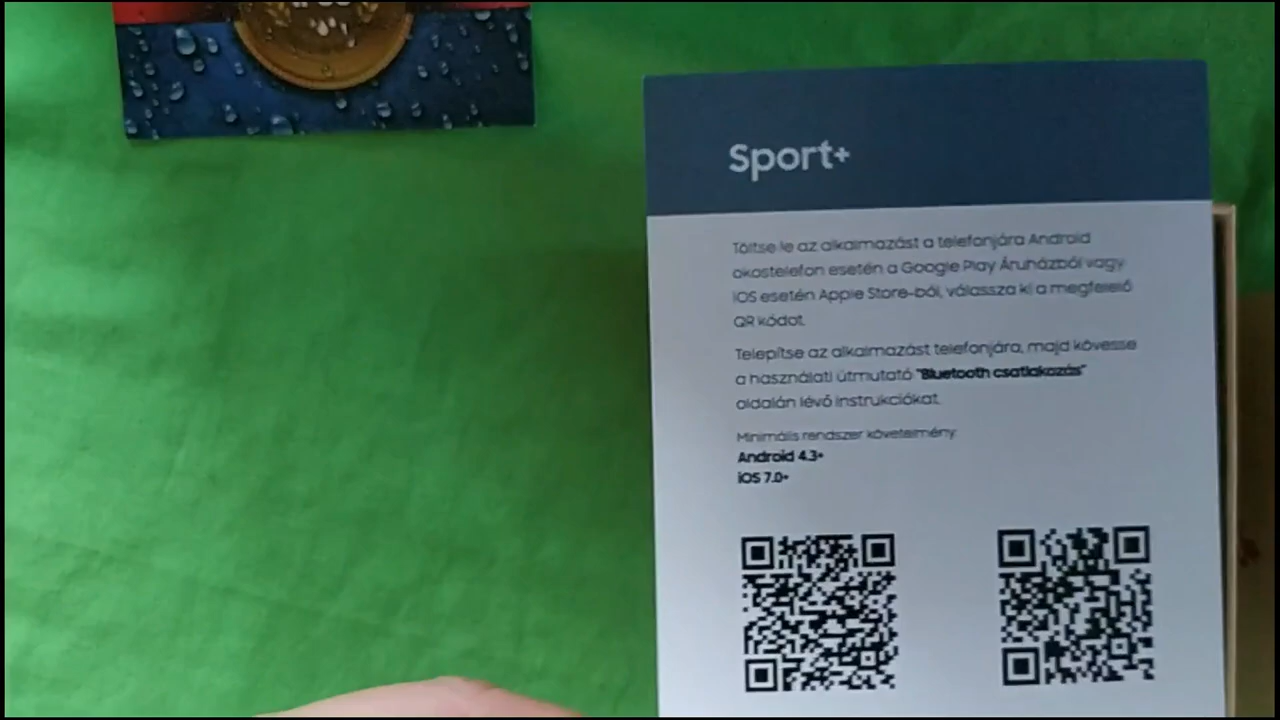 Sport+
Töltse le az alkalmazást a telefonjára Android
okostelefon esetén a Google Play Áruházból vagy
iOS esetén Apple Store-ból, válassza ki a megfelelő
QR kódot.
Telepítse az alkalmazást telefonjára, majd kövesse
a használati útmutató "Bluetooth csatlakozás"
oldalán lévő instrukciókat.
Minimális rendszer követelmény
Android 4.3+
iOS 7.0+